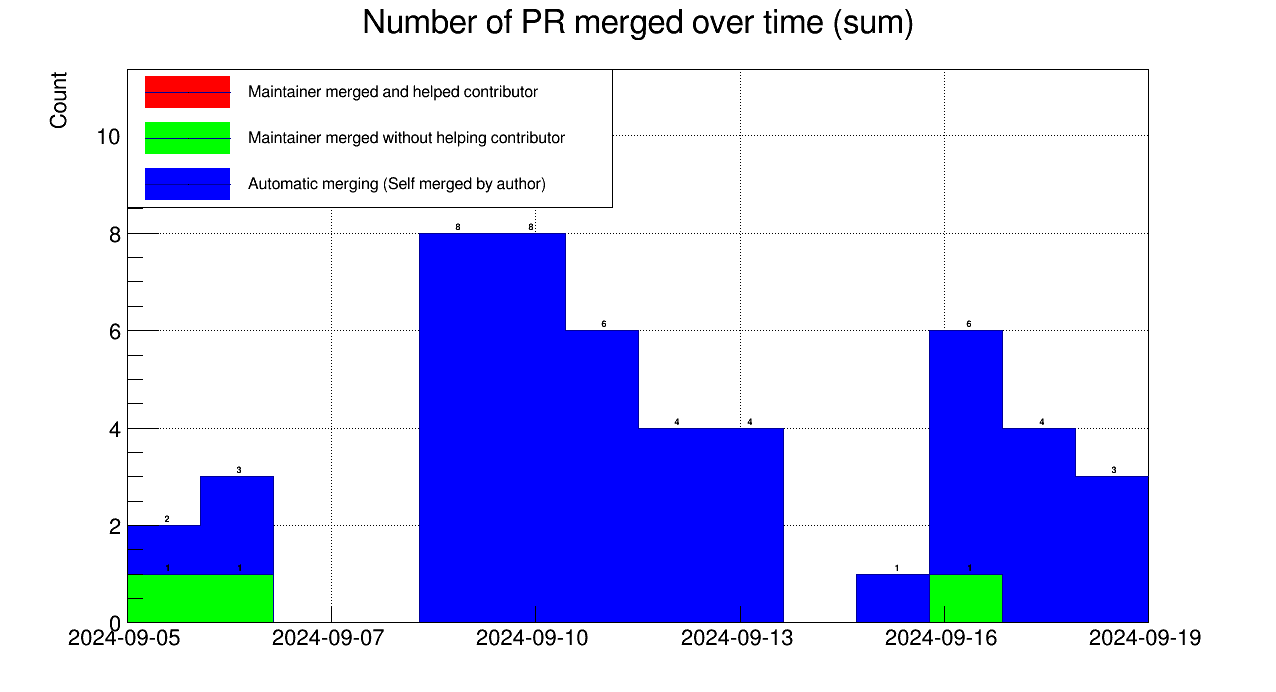 Number of PR merged over time (sum)
Count
Maintainer merged and helped contributor
Maintainer merged without helping contributor
Automatic merging (Self merged by author)
10
8
6
4
2
0
8 8
6 6
4 4 4
3 3
2
1 1 1 1
2024-09-05 2024-09-07 2024-09-10 2024-09-13 2024-09-16 2024-09-19